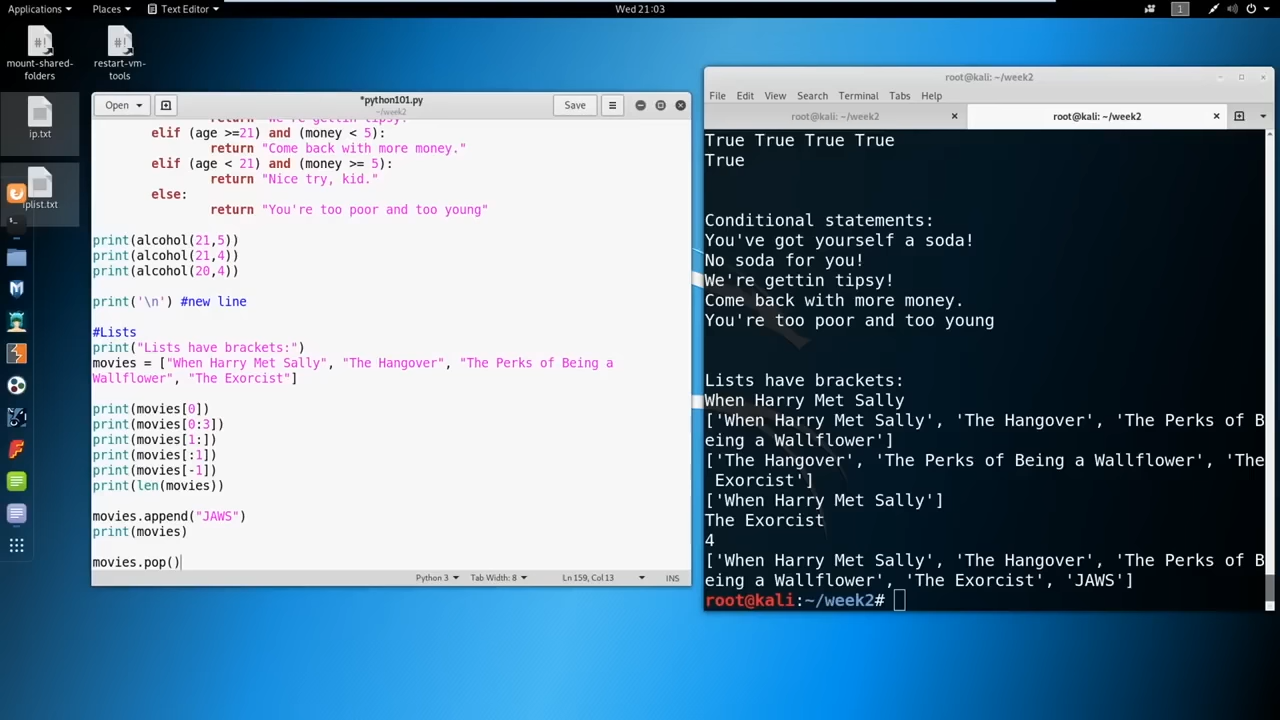 Applications
Places
Text Editor
Wed 21:03
1
mount-shared-
folders
restart-vm-
tools
ip.txt
iplist.txt
Open
*python101.py
~/week2
Save
return "We're gettin tipsy!"
elif (age >=21) and (money < 5):
return "Come back with more money."
elif (age < 21) and (money >= 5):
return "Nice try, kid."
else:
return "You're too poor and too young"
print(alcohol(21,5))
print(alcohol(21,4))
print(alcohol(20,4))
print('\n') #new line
#Lists
print("Lists have brackets:")
movies = ["When Harry Met Sally", "The Hangover", "The Perks of Being a
Wallflower", "The Exorcist"]
print(movies[0])
print(movies[0:3])
print(movies[1:])
print(movies[:1])
print(movies[-1])
print(len(movies))
movies.append("JAWS")
print(movies)
movies.pop()
Python 3
Tab Width: 8
Ln 159, Col 13
INS
root@kali: ~/week2
File Edit View Search Terminal Tabs Help
root@kali: ~/week2
root@kali: ~/week2
True True True True
True
Conditional statements:
You've got yourself a soda!
No soda for you!
We're gettin tipsy!
Come back with more money.
You're too poor and too young
Lists have brackets:
When Harry Met Sally
['When Harry Met Sally', 'The Hangover', 'The Perks of B
eing a Wallflower']
['The Hangover', 'The Perks of Being a Wallflower', 'The
Exorcist']
['When Harry Met Sally']
The Exorcist
4
['When Harry Met Sally', 'The Hangover', 'The Perks of B
eing a Wallflower', 'The Exorcist', 'JAWS']
root@kali:~/week2#